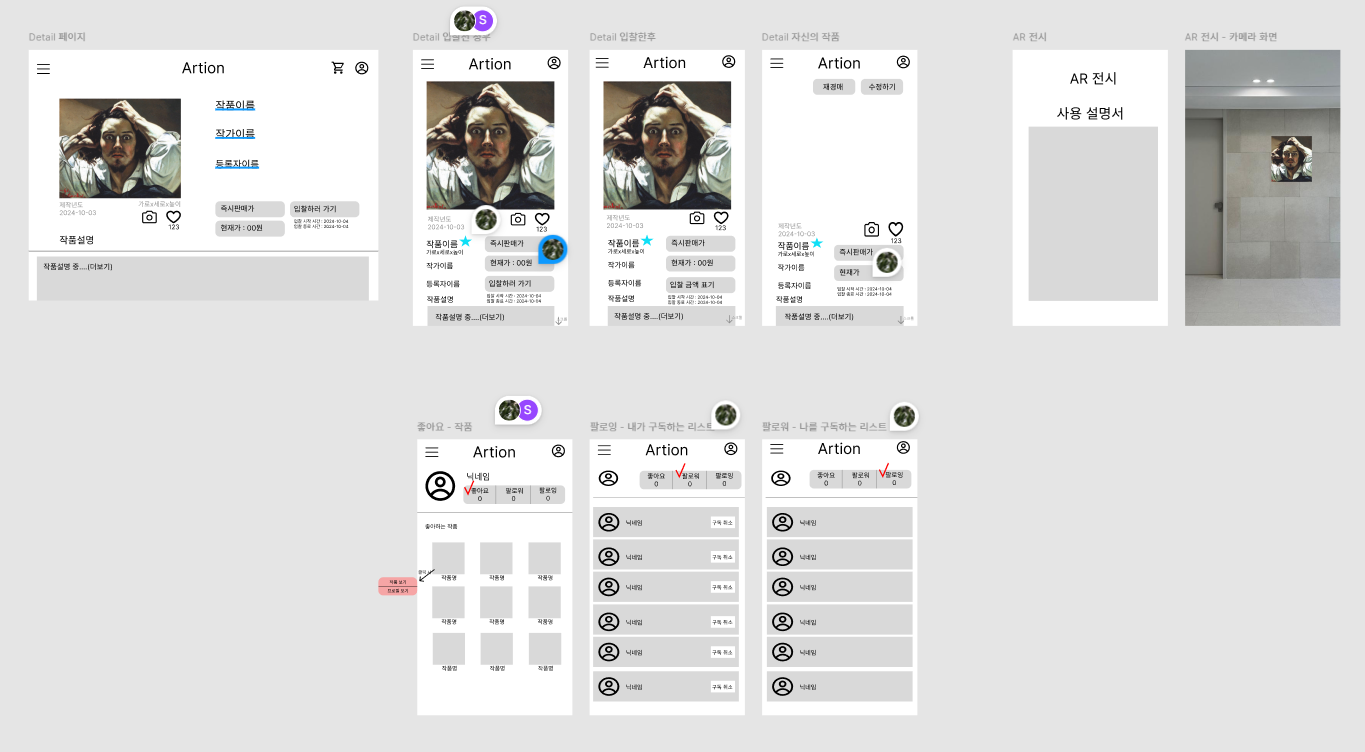 Detail 페이지
Artion
작품이름
작가이름
등록자이름
제작년도
2024-10-03
가로x세로x높이
123
작품설명
즉시판매가
입찰하러 가기
현재가 : 00원
입찰 시작 시간 : 2024-10-04
입찰 종료 시간 : 2024-10-04
작품설명 중....(더보기)
S
Detail 입찰전 경우
Artion
제작년도
2024-10-03
123
작품이름
가로x세로x높이
작가이름
등록자이름
작품설명
즉시판매가
현재가 : 00원
입찰하러 가기
입찰 시작 시간 : 2024-10-04
입찰 종료 시간 : 2024-10-04
작품설명 중....(더보기)
Detail 입찰한후
Artion
제작년도
2024-10-03
123
작품이름
가로x세로x높이
작가이름
등록자이름
작품설명
즉시판매가
현재가 : 00원
입찰 금액 표기
입찰 시작 시간 : 2024-10-04
입찰 종료 시간 : 2024-10-04
작품설명 중....(더보기)
Detail 자신의 작품
Artion
재경매
수정하기
제작년도
2024-10-03
123
작품이름
가로x세로x높이
작가이름
등록자이름
작품설명
즉시판매가
현재가
입찰 시작 시간 : 2024-10-04
입찰 종료 시간 : 2024-10-04
작품설명 중....(더보기)
AR 전시
AR 전시
사용 설명서
AR 전시 - 카메라 화면
S
좋아요 - 작품
Artion
닉네임
좋아요 팔로워 팔로잉
0 0 0
좋아하는 작품
작품명 작품명 작품명
작품명 작품명 작품명
작품명 작품명 작품명
작품 보기
프로필 보기
팔로잉 - 내가 구독하는 리스트
Artion
좋아요 팔로워 팔로잉
0 0 0
닉네임 구독 취소
닉네임 구독 취소
닉네임 구독 취소
닉네임 구독 취소
닉네임 구독 취소
닉네임 구독 취소
팔로워 - 나를 구독하는 리스트
Artion
좋아요 팔로워 팔로잉
0 0 0
닉네임
닉네임
닉네임
닉네임
닉네임
닉네임